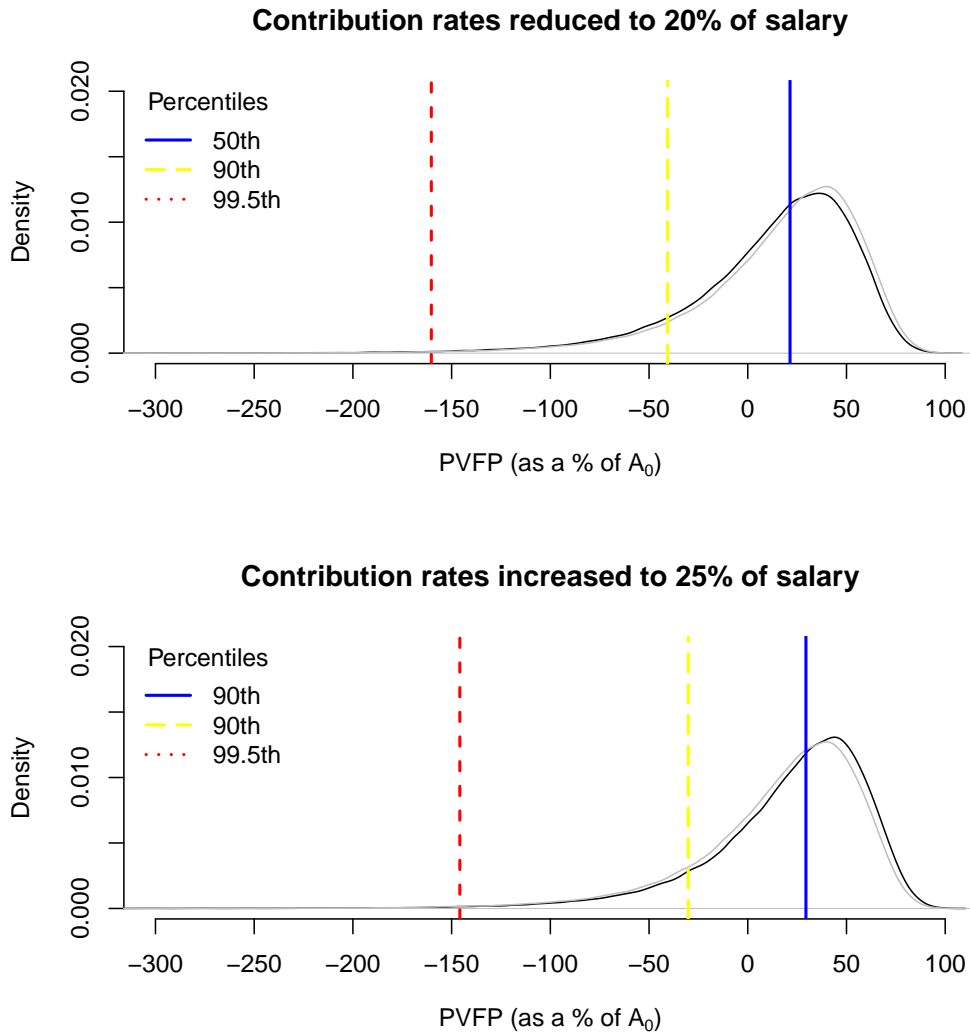 Contribution rates reduced to 20% of salary
Percentiles
50th
90th
99.5th
Density
0.000
0.010
0.020
−300 −250 −200 −150 −100 −50 0 50 100
PVFP (as a % of A₀)
Contribution rates increased to 25% of salary
Percentiles
90th
90th
99.5th
Density
0.000
0.010
0.020
−300 −250 −200 −150 −100 −50 0 50 100
PVFP (as a % of A₀)